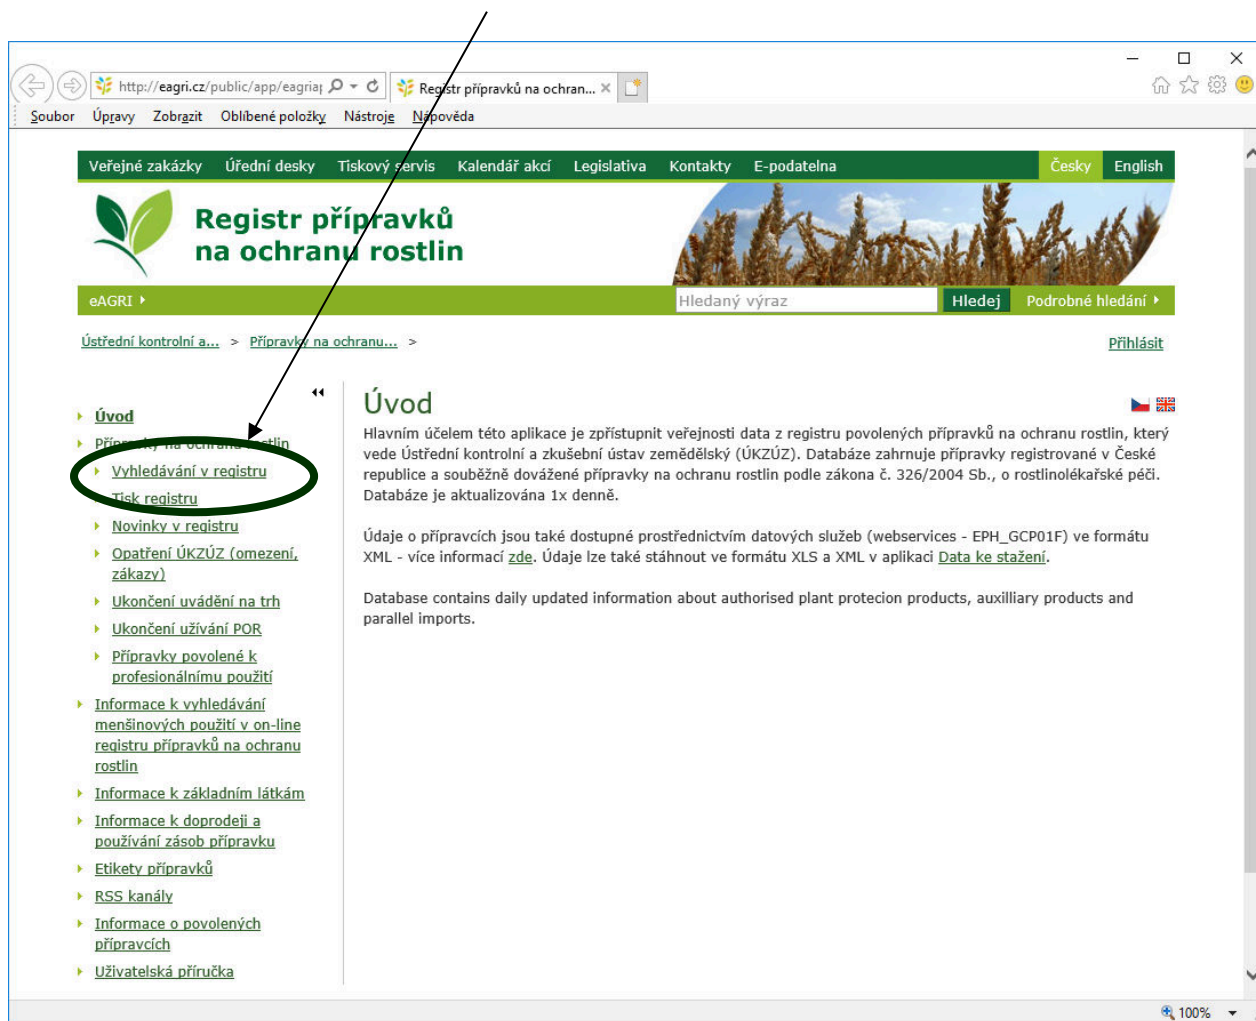 http://eagri.cz/public/app/eagriap
Registr přípravků na ochran...
Soubor Úpravy Zobrazit Oblíbené položky Nástroje Nápověda
Veřejné zakázky Úřední desky Tiskový servis Kalendář akcí Legislativa Kontakty E-podatelna Česky English
Registr přípravků
na ochranu rostlin
eAGRI Hledaný výraz Hledej Podrobné hledání
Ústřední kontrolní a... > Přípravky na ochranu... > Přihlásit
Úvod
Přípravky na ochranu rostlin
Vyhledávání v registru
Tisk registru
Novinky v registru
Opatření ÚKZÚZ (omezení,
zákazy)
Ukončení uvádění na trh
Ukončení užívání POR
Přípravky povolené k
profesionálnímu použití
Informace k vyhledávání
menšinových použití v on-line
registru přípravků na ochranu
rostlin
Informace k základním látkám
Informace k doprodeji a
používání zásob přípravku
Etikety přípravků
RSS kanály
Informace o povolených
přípravcích
Uživatelská příručka
Úvod
Hlavním účelem této aplikace je zpřístupnit veřejnosti data z registru povolených přípravků na ochranu rostlin, který
vede Ústřední kontrolní a zkušební ústav zemědělský (ÚKZÚZ). Databáze zahrnuje přípravky registrované v České
republice a souběžně dovážené přípravky na ochranu rostlin podle zákona č. 326/2004 Sb., o rostlinolékařské péči.
Databáze je aktualizována 1x denně.
Údaje o přípravcích jsou také dostupné prostřednictvím datových služeb (webservices - EPH_GCP01F) ve formátu
XML - více informací zde. Údaje lze také stáhnout ve formátu XLS a XML v aplikaci Data ke stažení.
Database contains daily updated information about authorised plant protecion products, auxilliary products and
parallel imports.
100%